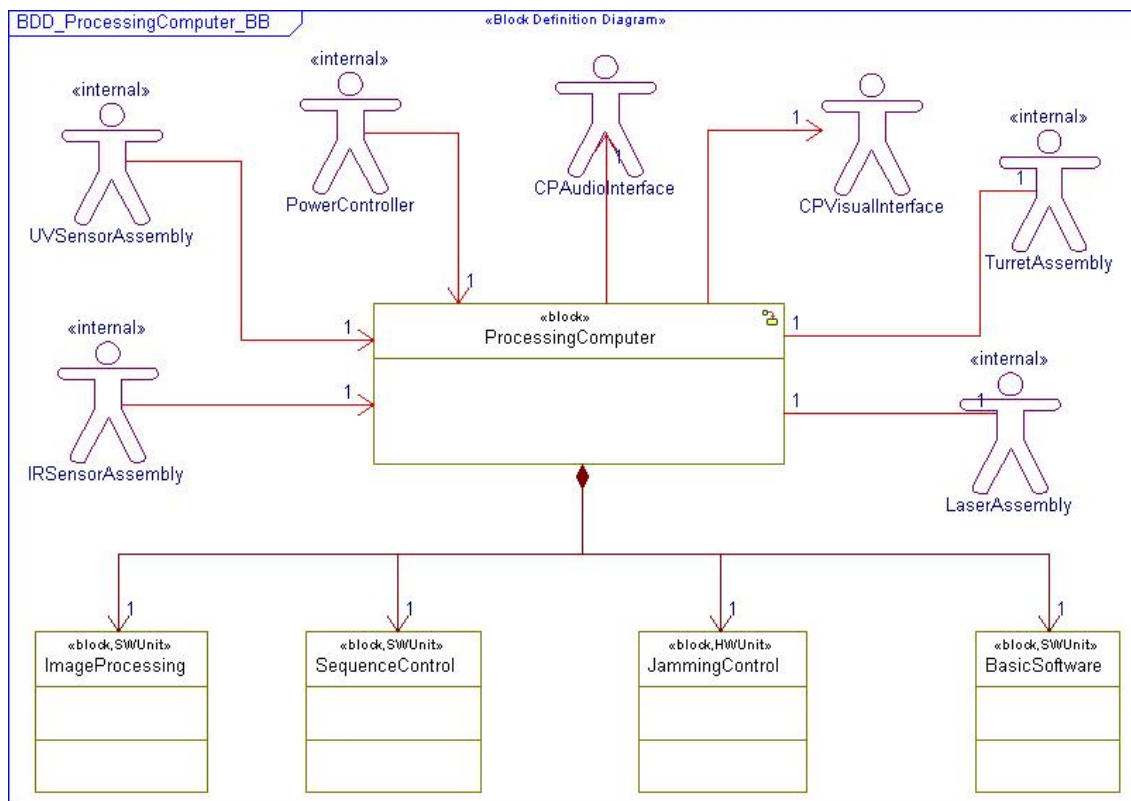 BDD_ProcessingComputer_BB
«Block Definition Diagram»
«internal»
UVSensorAssembly
«internal»
PowerController
1
CPAudioInterface
1
CPVisualInterface
«internal»
1
TurretAssembly
1
1
1
«block»
ProcessingComputer
1
«internal»
IRSensorAssembly
1
1
«internal»
1
LaserAssembly
1
1
1
1
«block,SWUnit»
ImageProcessing
«block,SWUnit»
SequenceControl
«block,HWUnit»
JammingControl
«block,SWUnit»
BasicSoftware